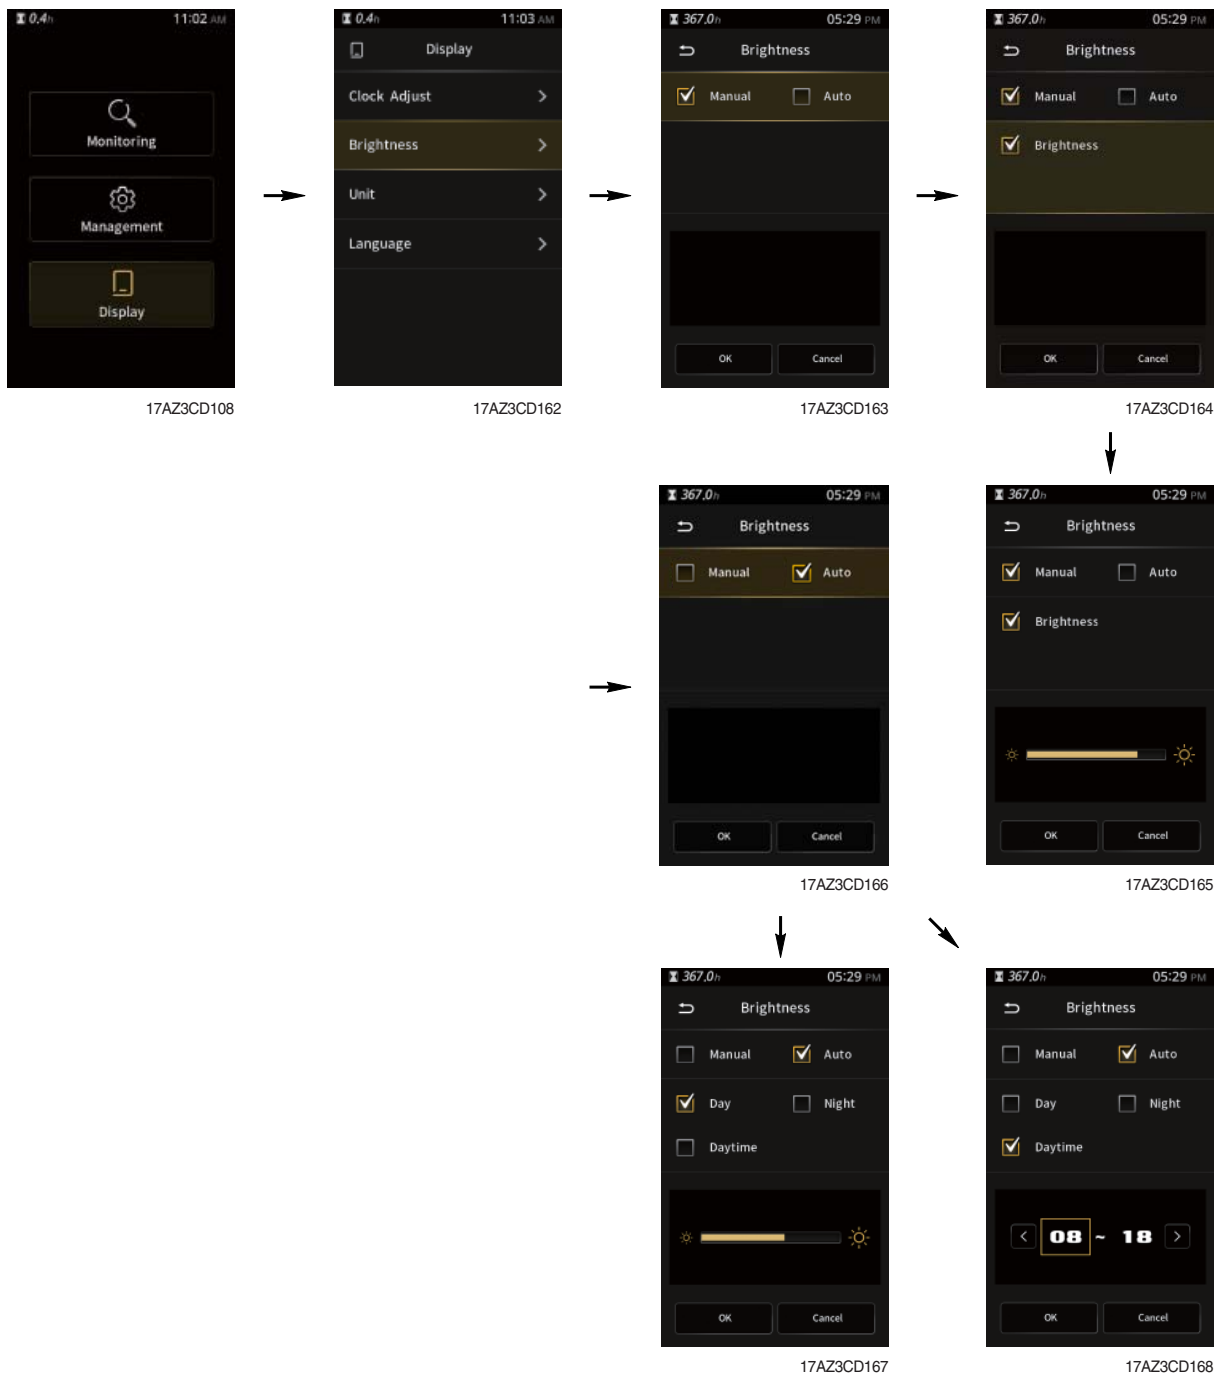 0.4h 11:02 AM
Monitoring
Management
Display
17AZ3CD108
0.4h 11:03 AM
Display
Clock Adjust
Brightness
Unit
Language
17AZ3CD162
367.0h 05:29 PM
Brightness
Manual Auto
OK Cancel
17AZ3CD163
367.0h 05:29 PM
Brightness
Manual Auto
Brightness
OK Cancel
17AZ3CD164
367.0h 05:29 PM
Brightness
Manual Auto
OK Cancel
17AZ3CD166
367.0h 05:29 PM
Brightness
Manual Auto
Brightness
OK Cancel
17AZ3CD165
367.0h 05:29 PM
Brightness
Manual Auto
Day Night
Daytime
OK Cancel
17AZ3CD167
367.0h 05:29 PM
Brightness
Manual Auto
Day Night
Daytime
08 ~ 18
OK Cancel
17AZ3CD168